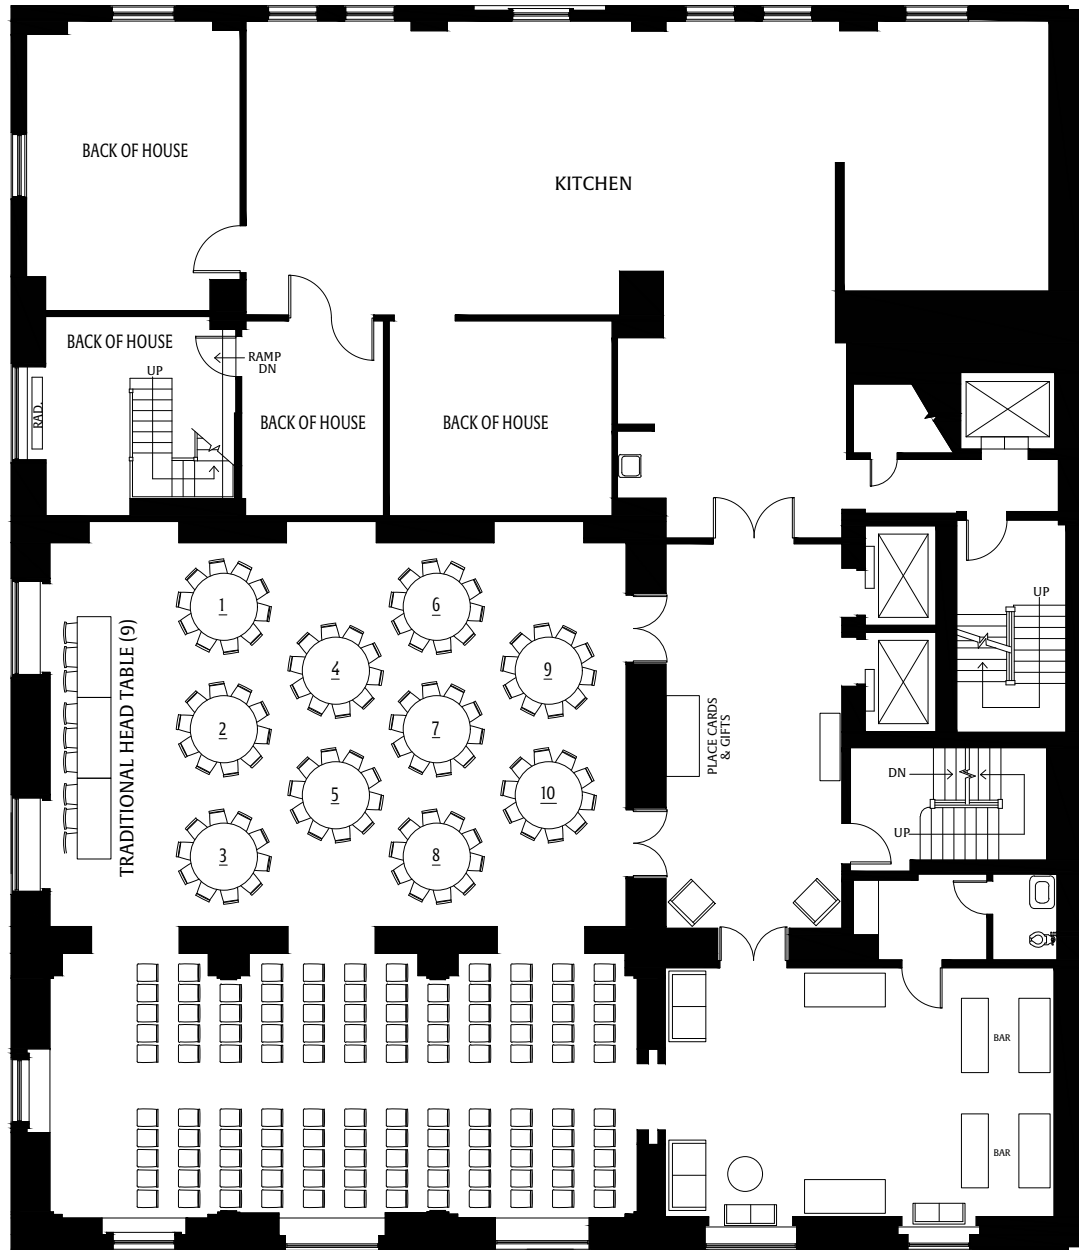 BACK OF HOUSE
KITCHEN
BACK OF HOUSE
RAMP
DN
UP
RAD.
BACK OF HOUSE
BACK OF HOUSE
UP
1
6
4
9
TRADITIONAL HEAD TABLE (9)
2
7
PLACE CARDS
& GIFTS
5
10
DN
UP
3
8
BAR
BAR